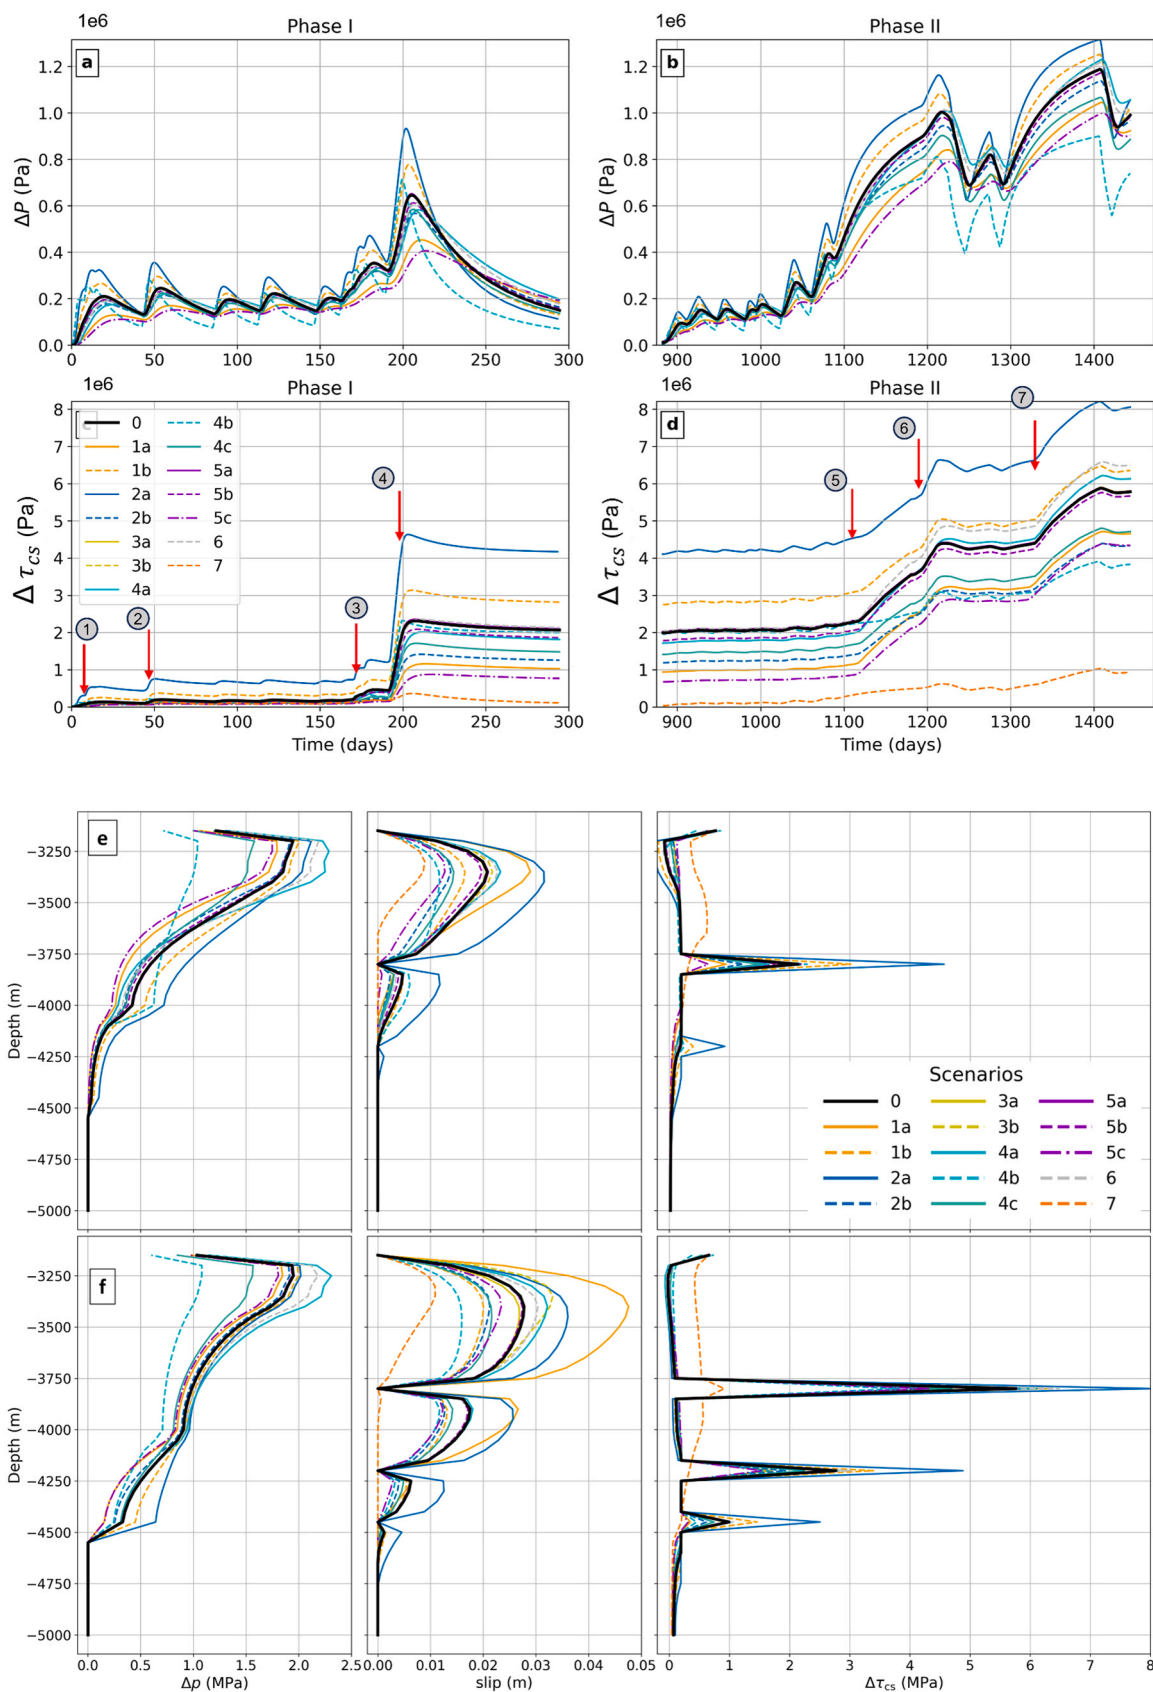 1e6
Phase I
a
1.2
1.0
0.8
0.6
0.4
0.2
0.0
ΔP (Pa)
0 50 100 150 200 250 300
1e6
Phase II
b
1.2
1.0
0.8
0.6
0.4
0.2
0.0
ΔP (Pa)
900 1000 1100 1200 1300 1400
1e6
Phase I
c
8
7
6
5
4
3
2
1
0
Δ τcs (Pa)
0 4b
1a 4c
1b 5a
2a 5b
2b 5c
3a 6
3b 7
4a
1
2
3
4
0 50 100 150 200 250 300
Time (days)
1e6
Phase II
d
8
7
6
5
4
3
2
1
0
Δ τcs (Pa)
5
6
7
900 1000 1100 1200 1300 1400
Time (days)
e
−3250
−3500
−3750
−4000
−4250
−4500
−4750
−5000
Depth (m)
Scenarios
0 3a 5a
1a 3b 5b
1b 4a 5c
2a 4b 6
2b 4c 7
f
−3250
−3500
−3750
−4000
−4250
−4500
−4750
−5000
Depth (m)
0.0 0.5 1.0 1.5 2.0 2.5
Δp (MPa)
0.00 0.01 0.02 0.03 0.04 0.05
slip (m)
0 1 2 3 4 5 6 7 8
Δτcs (MPa)